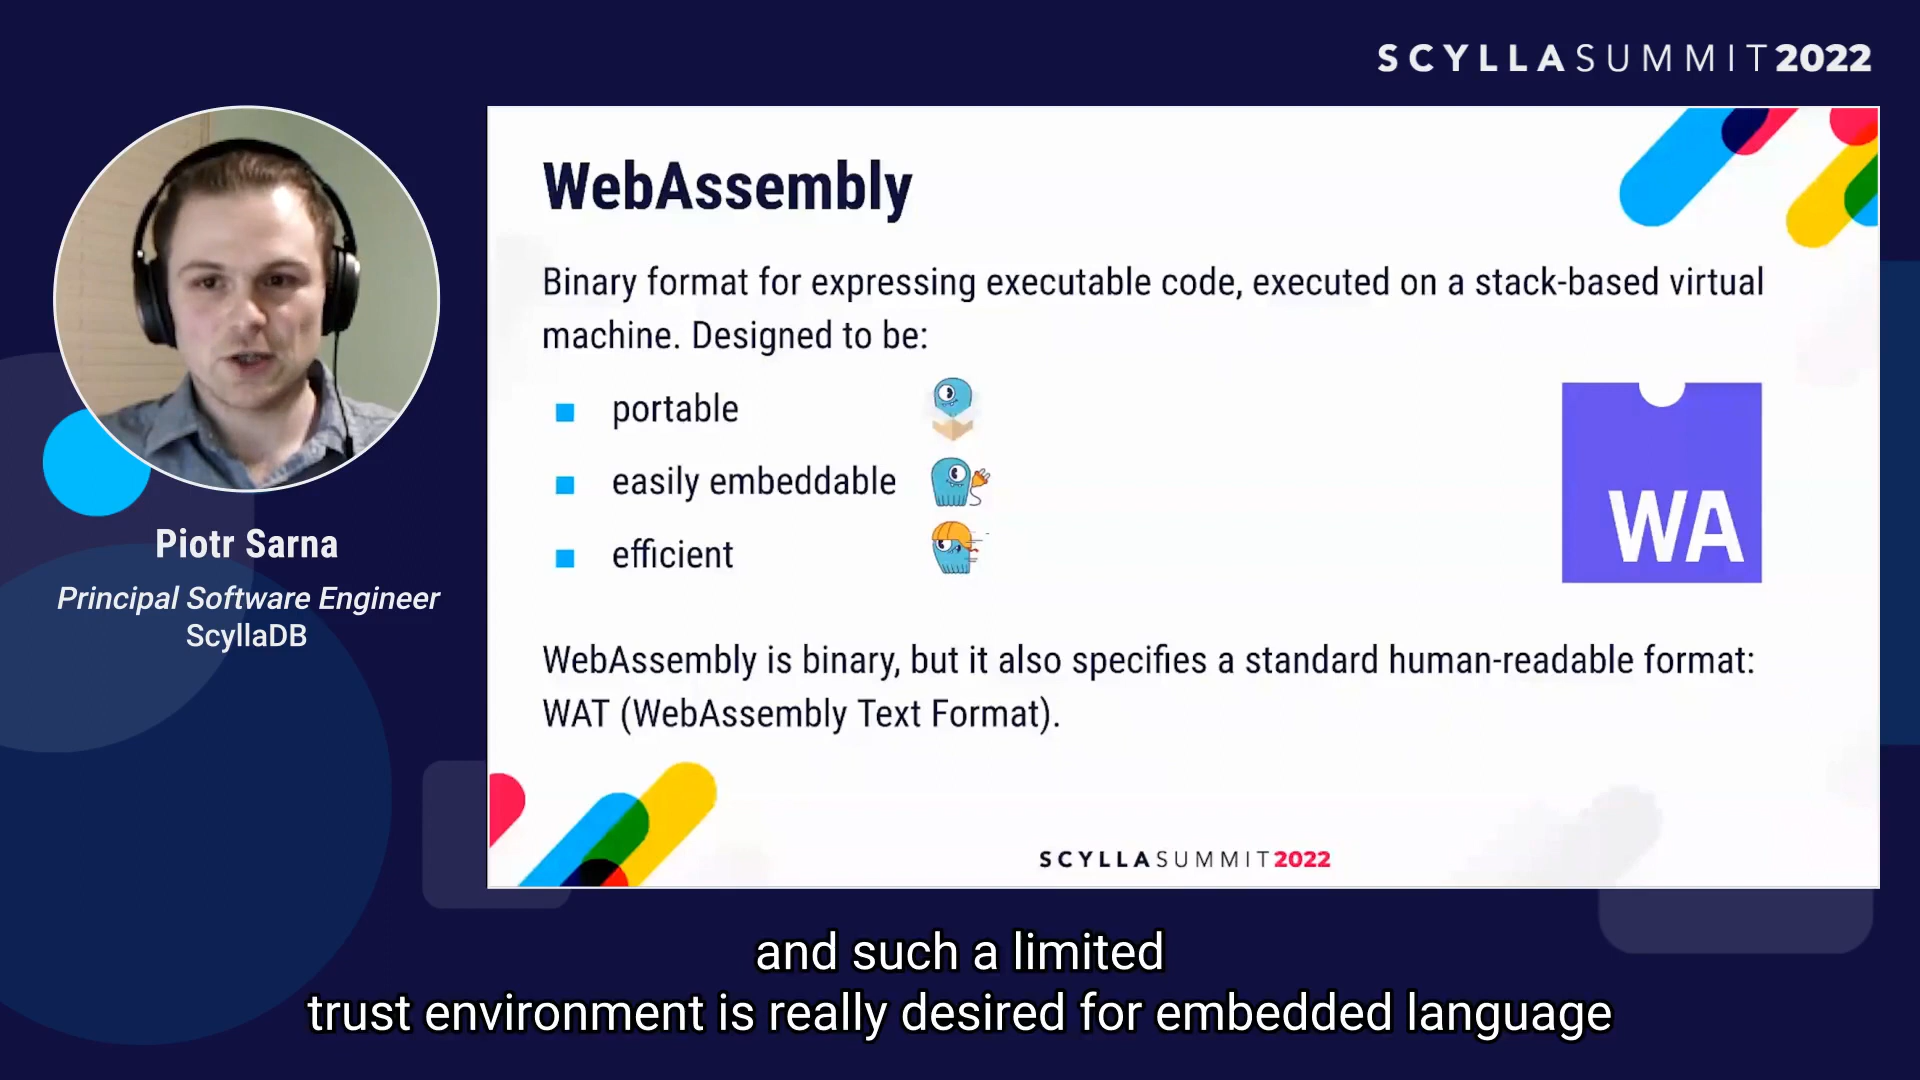 SCYLLASUMMIT2022
Piotr Sarna
Principal Software Engineer
ScyllaDB
WebAssembly
Binary format for expressing executable code, executed on a stack-based virtual
machine. Designed to be:
portable
easily embeddable
efficient
WA
WebAssembly is binary, but it also specifies a standard human-readable format:
WAT (WebAssembly Text Format).
SCYLLASUMMIT2022
and such a limited
trust environment is really desired for embedded language